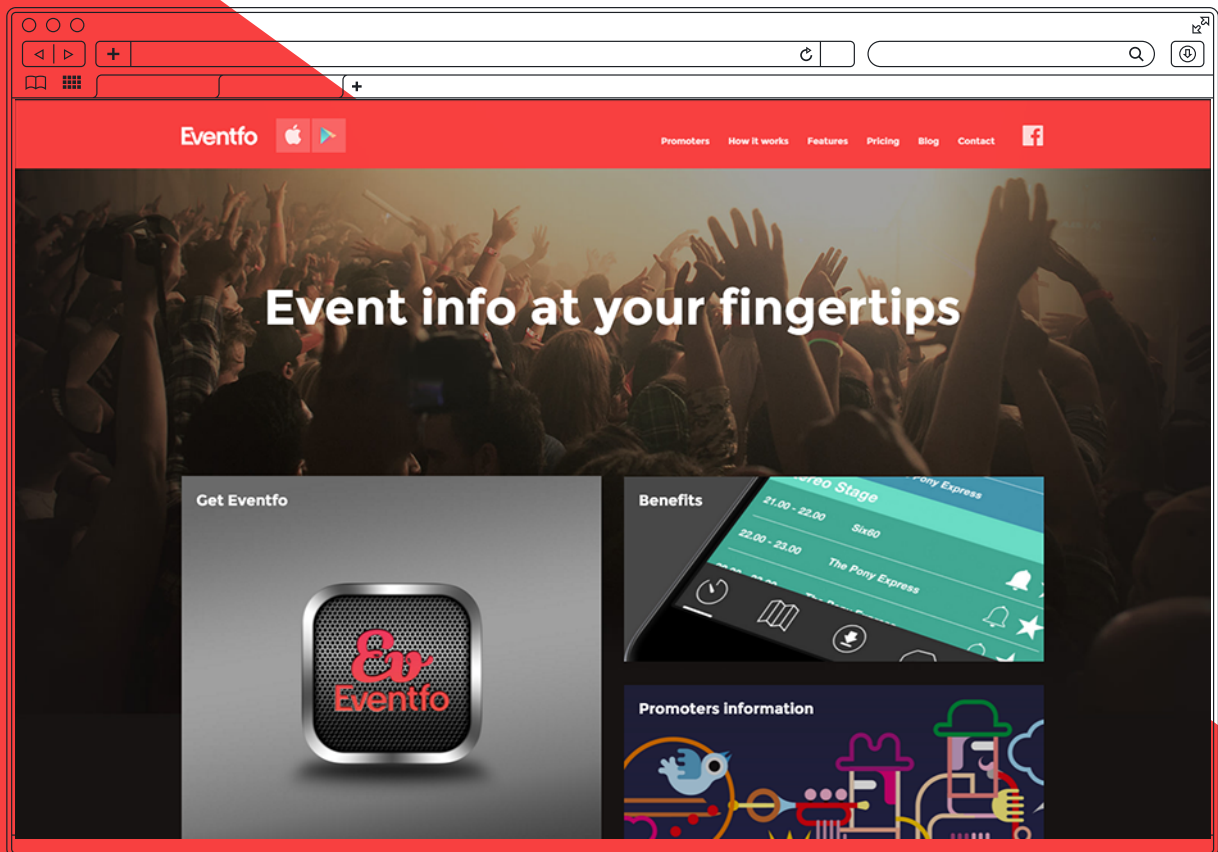 Eventfo
Promoters How it works Features Pricing Blog Contact
Event info at your fingertips
Get Eventfo
Ev
Eventfo
Benefits
Stage
Pony Express
21.00 - 22.00 Six60
22.00 - 23.00 The Pony Express
Promoters information